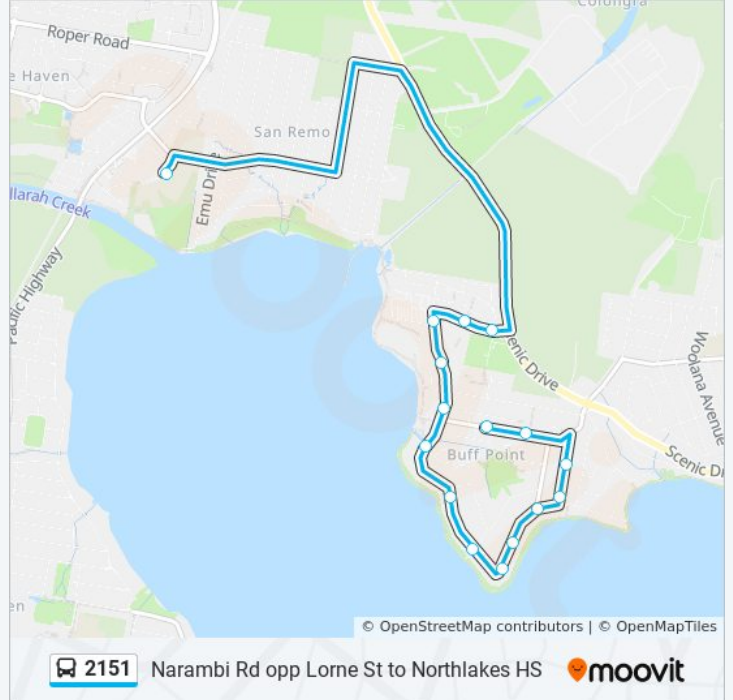 Colongra
Roper Road
e Haven
San Remo
Emu Drive
llarah Creek
Pacific Highway
Woolana Avenue
enic Drive
Buff Point
Scenic Dr
en
© OpenStreetMap contributors | © OpenMapTiles
2151 Narambi Rd opp Lorne St to Northlakes HS moovit